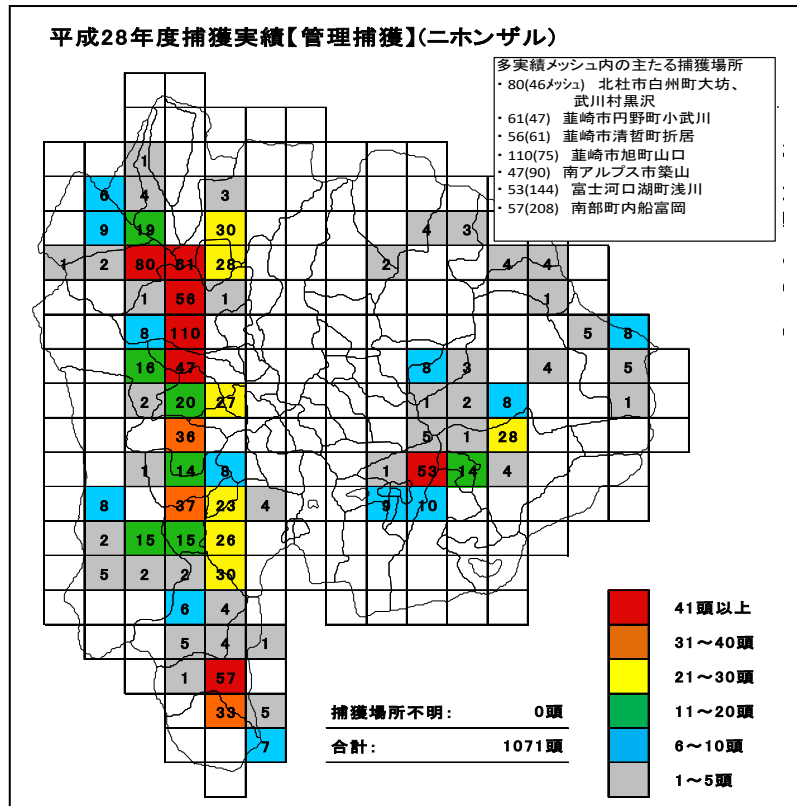 平成28年度捕獲実績【管理捕獲】(ニホンザル)
多実績メッシュ内の主たる捕獲場所
・80(46メッシュ) 北杜市白州町大坊、
武川村黒沢
・61(47) 韮崎市円野町小武川
・56(61) 韮崎市清哲町折居
・110(75) 韮崎市旭町山口
・47(90) 南アルプス市築山
・53(144) 富士河口湖町浅川
・57(208) 南部町内船富岡
1
6 4 3
9 19 30 4 3
1 2 80 61 28 2 4 4
1 56 1 1
8 110 5 8
16 47 8 3 4 5
2 20 27 1 2 8 1
36 5 1 28
1 14 8 1 53 14 4
8 37 23 4 9 10
2 15 15 26
5 2 2 30
6 4
5 4 1
1 57
33 5
7
捕獲場所不明: 0頭
合計: 1071頭
41頭以上
31~40頭
21~30頭
11~20頭
6~10頭
1~5頭